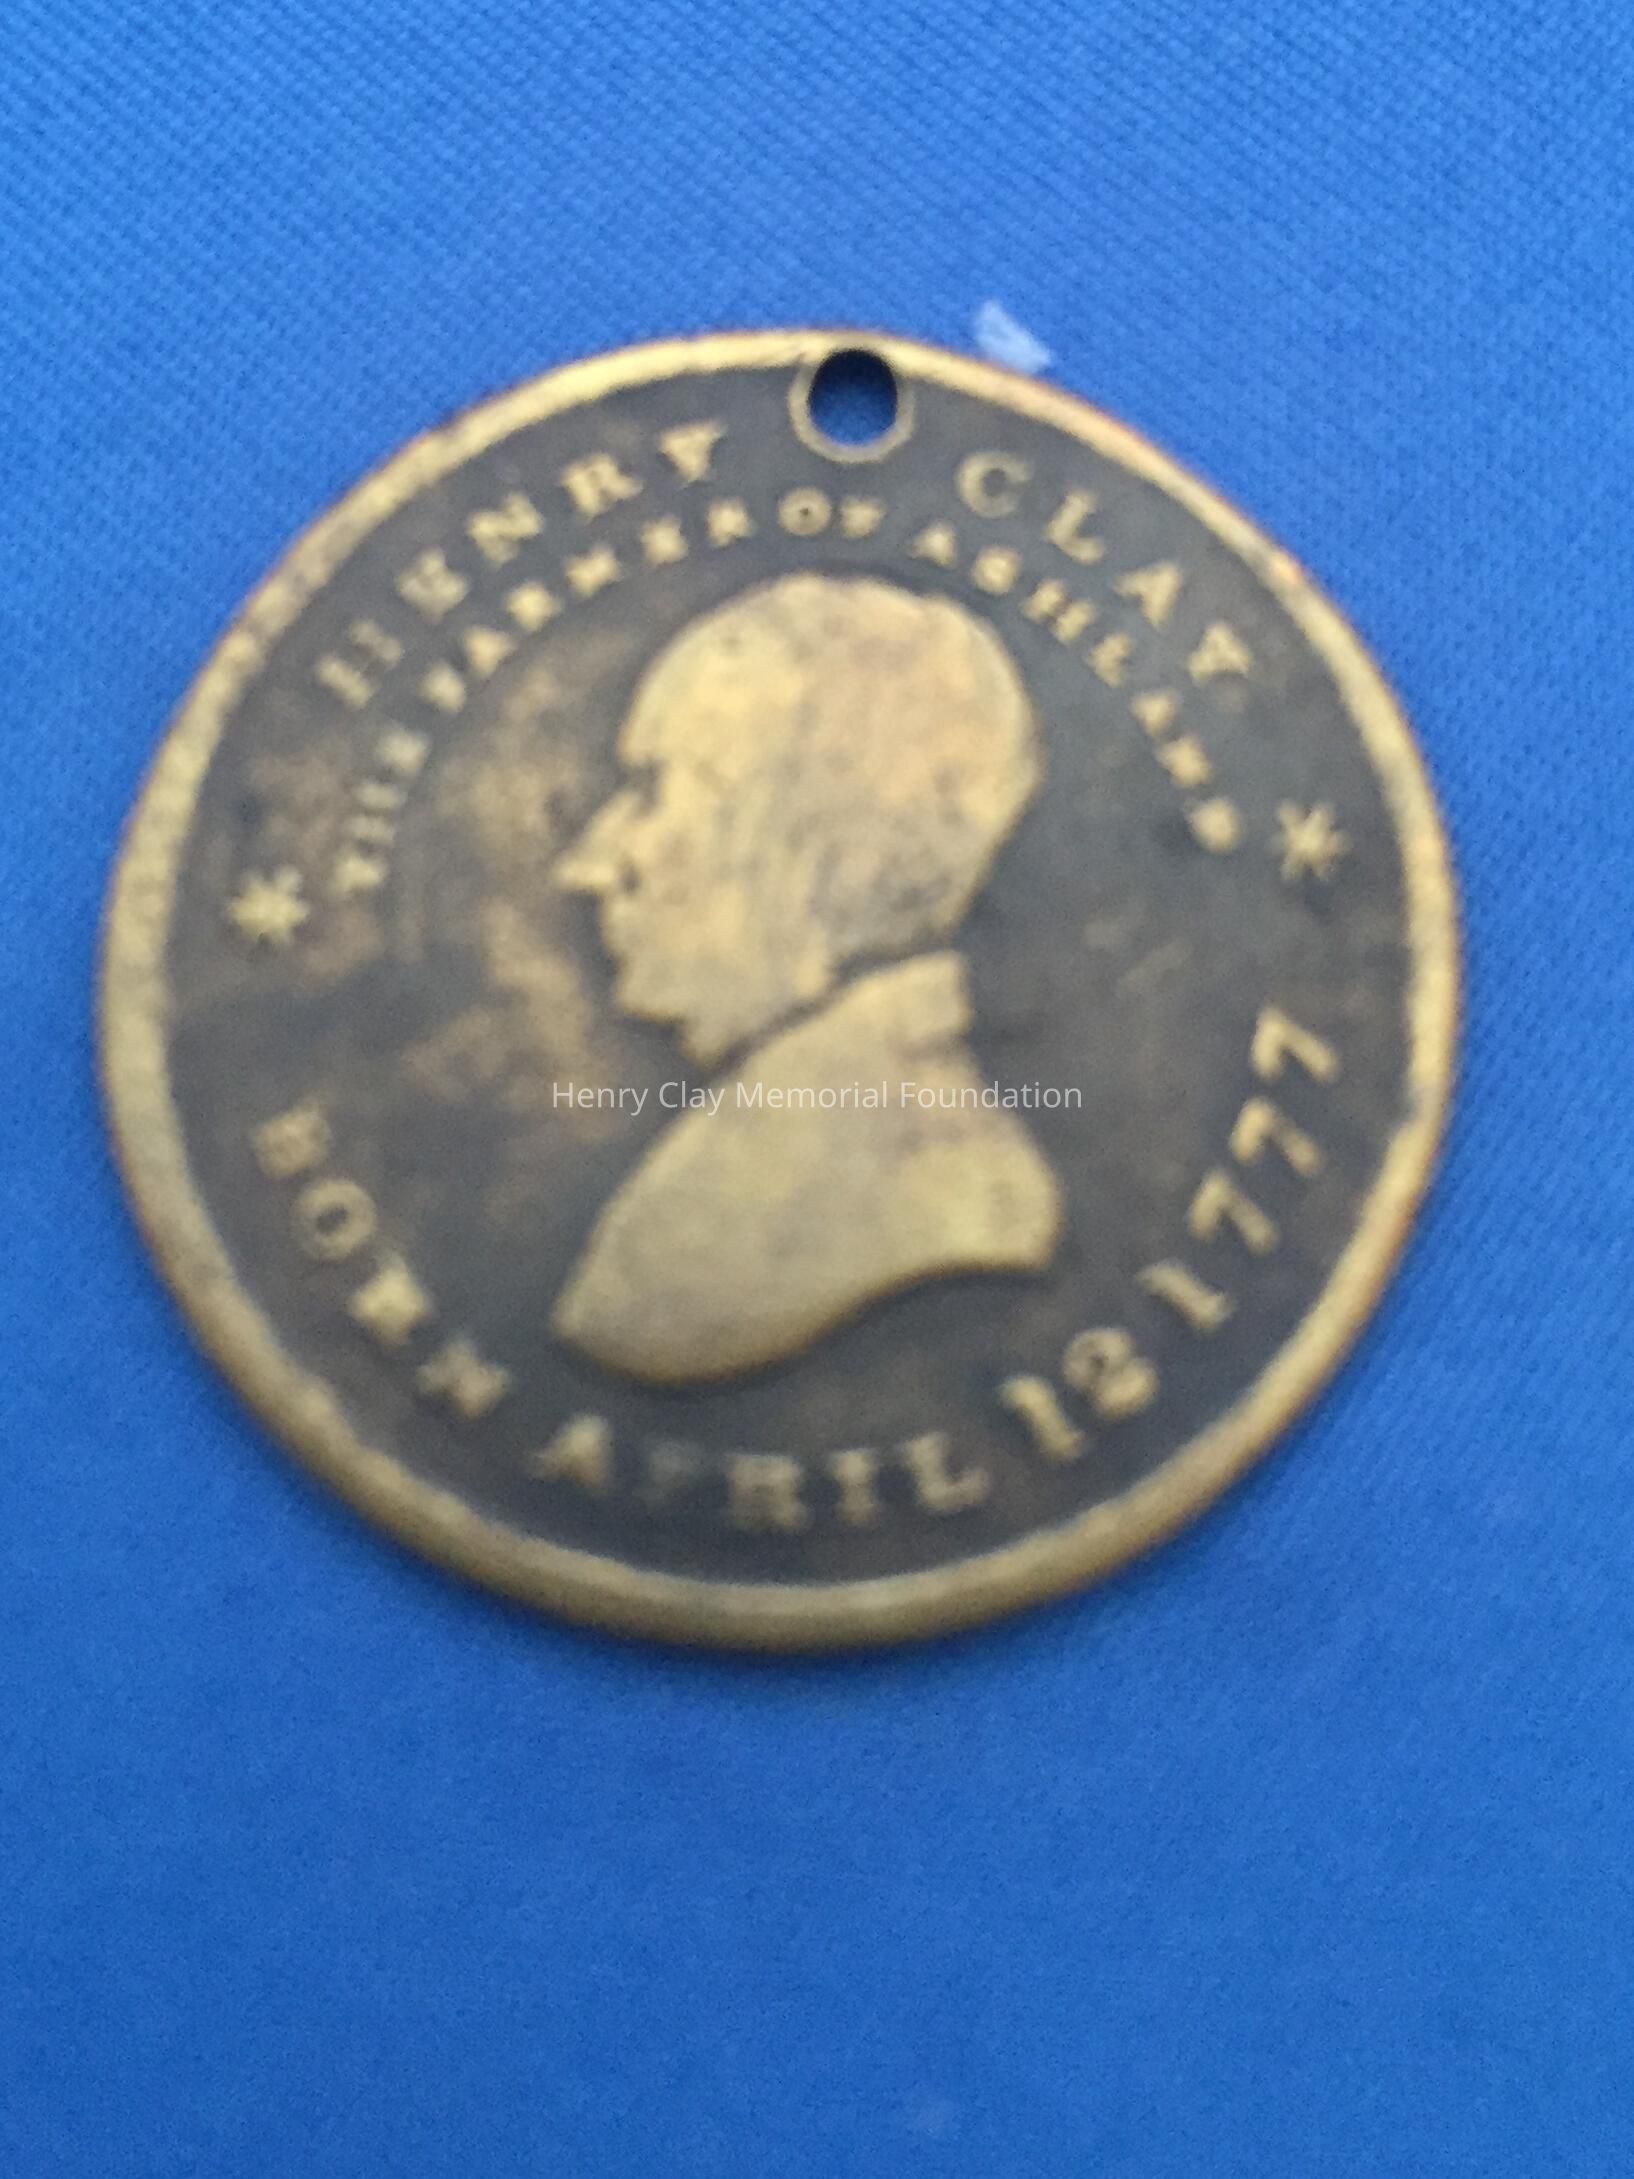 HENRY CLAY
THE FARMER OF ASHLAND
BORN APRIL 12 1777
Henry Clay Memorial Foundation